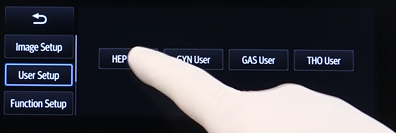 Image Setup
User Setup
Function Setup
HEP GYN User GAS User THO User